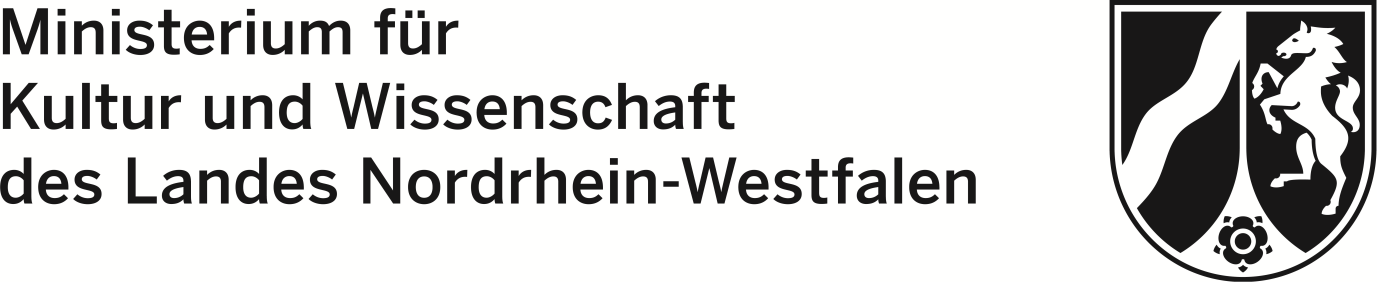 Ministerium für
Kultur und Wissenschaft
des Landes Nordrhein-Westfalen